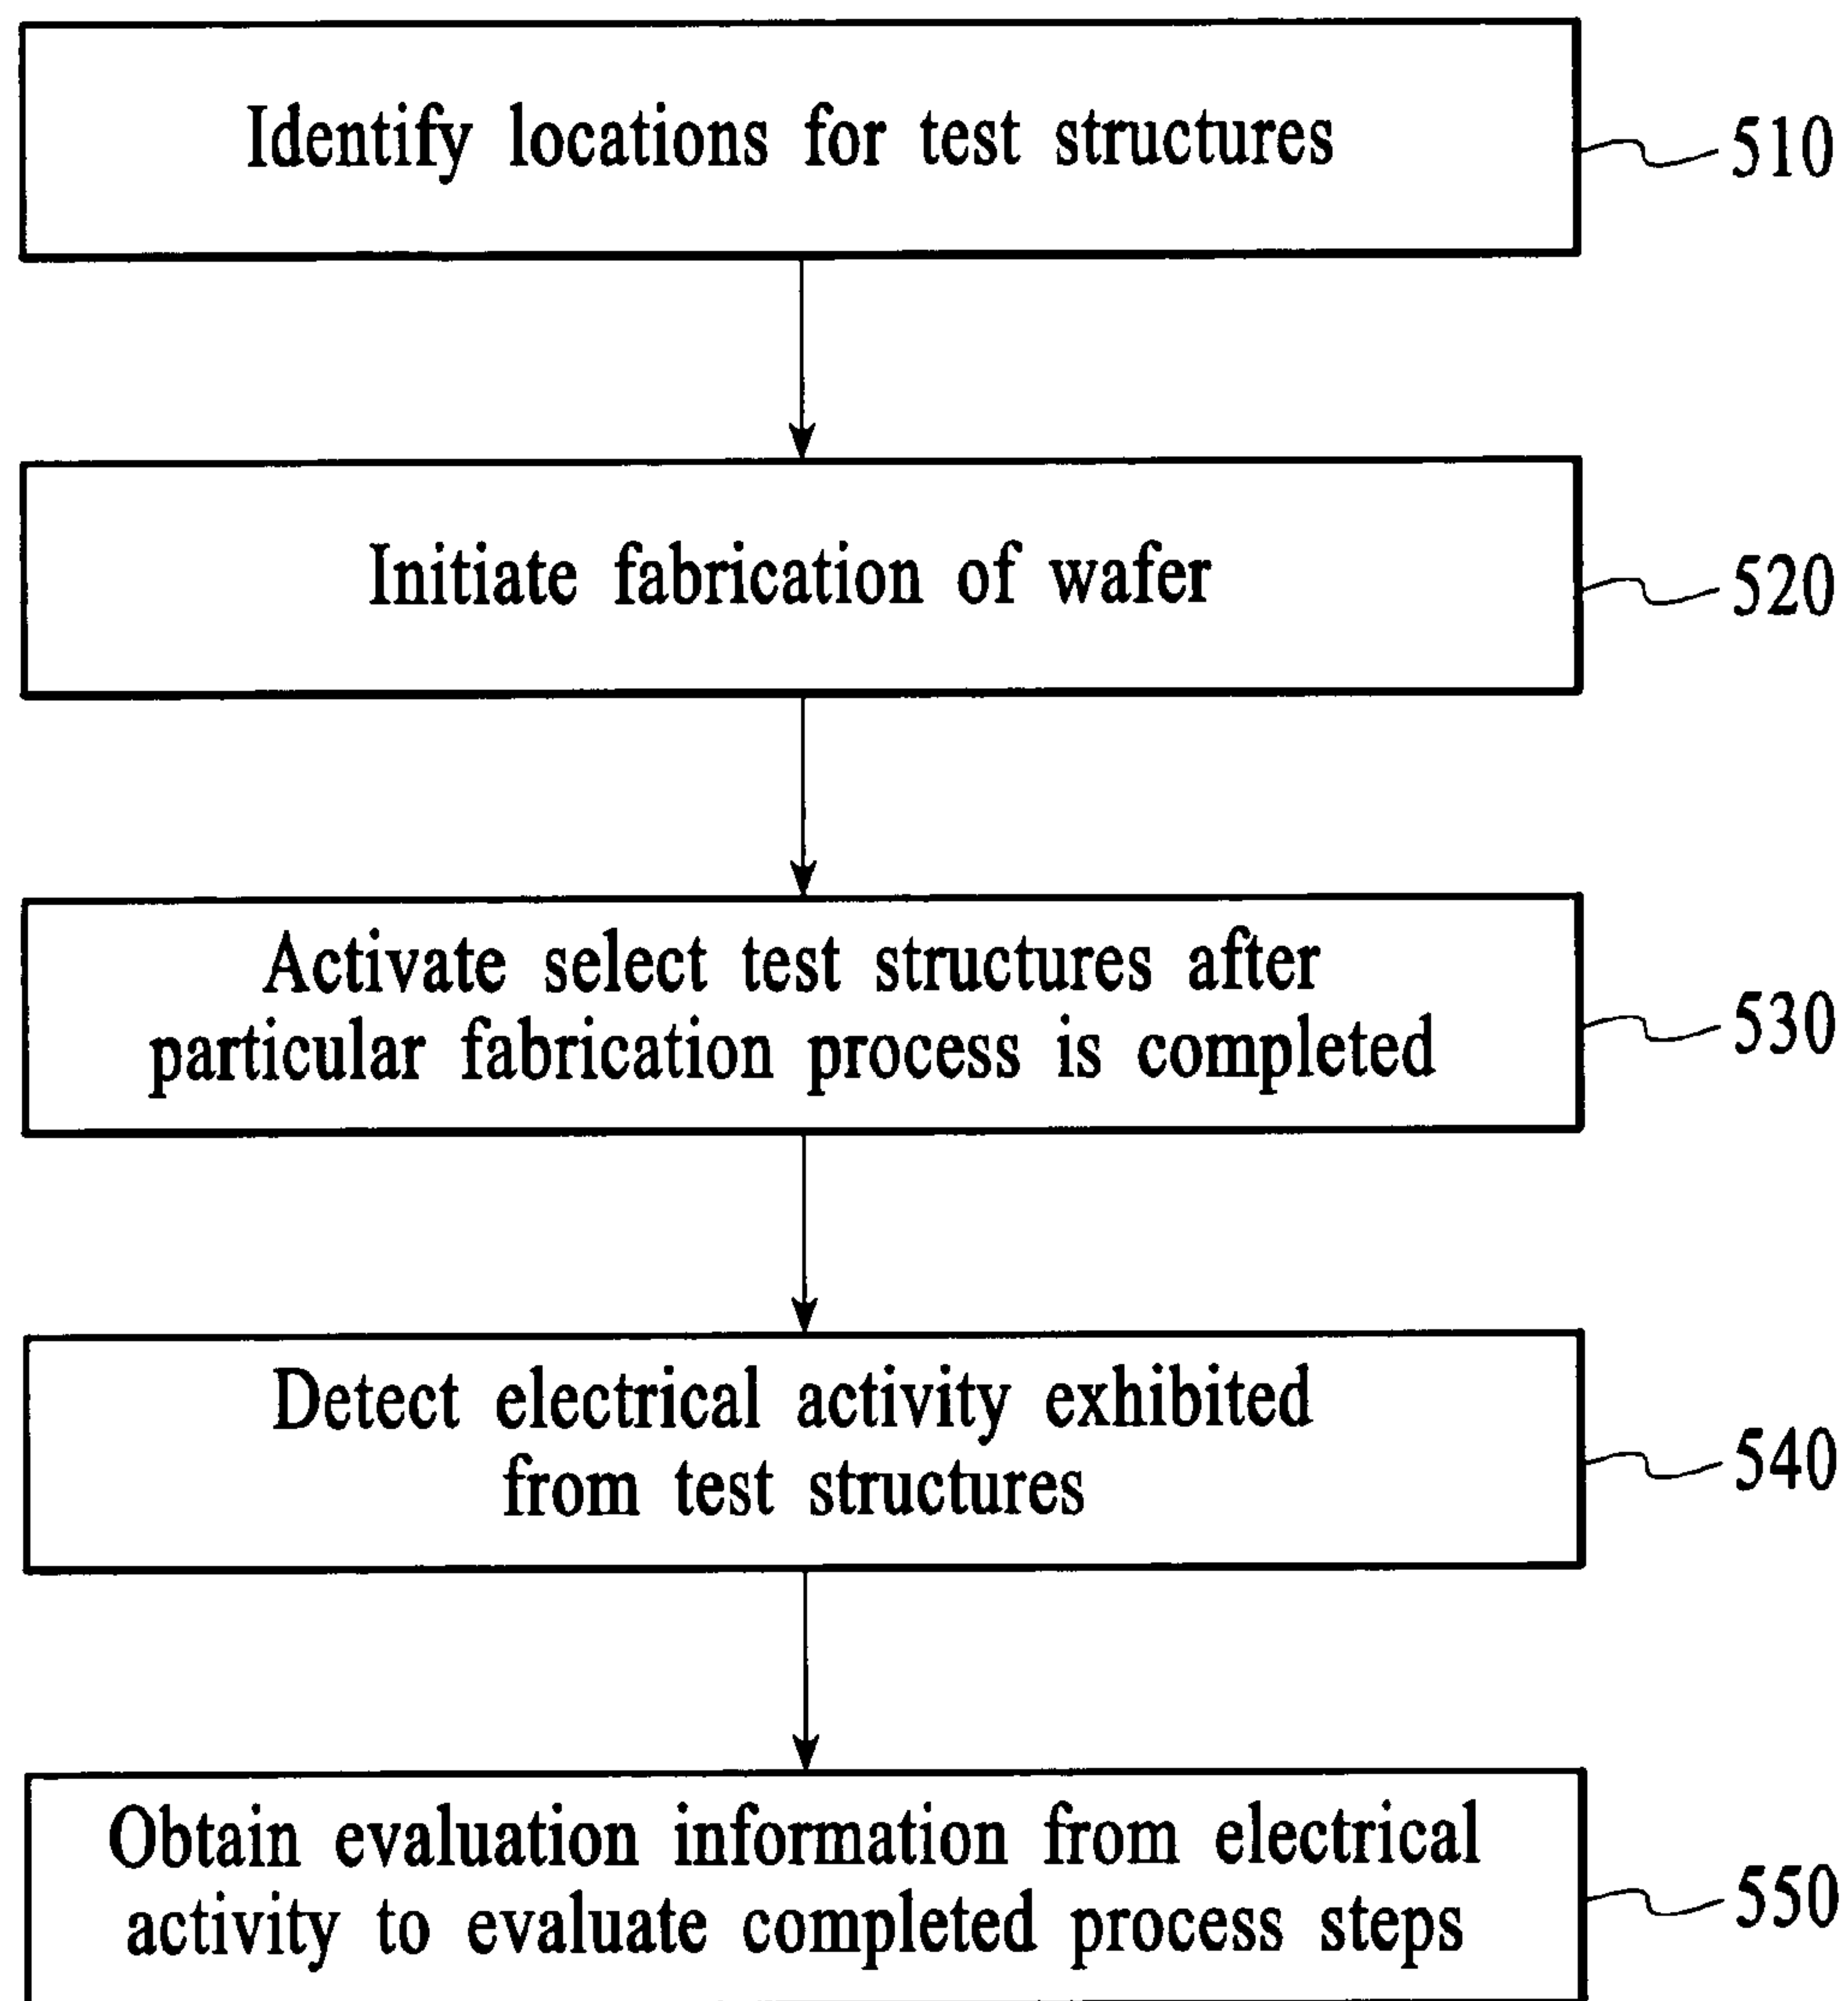 Identify locations for test structures
510
Initiate fabrication of wafer
520
Activate select test structures after
particular fabrication process is completed
530
Detect electrical activity exhibited
from test structures
540
Obtain evaluation information from electrical
activity to evaluate completed process steps
550